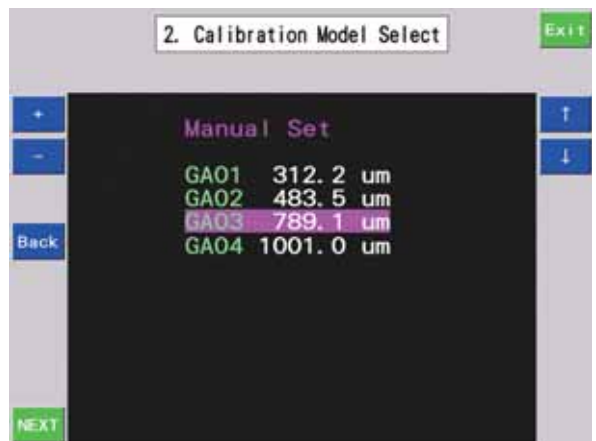 2. Calibration Model Select
Exit
+
↑
Manual Set
-
↓
GA01 312.2 um
GA02 483.5 um
GA03 789.1 um
Back
GA04 1001.0 um
NEXT